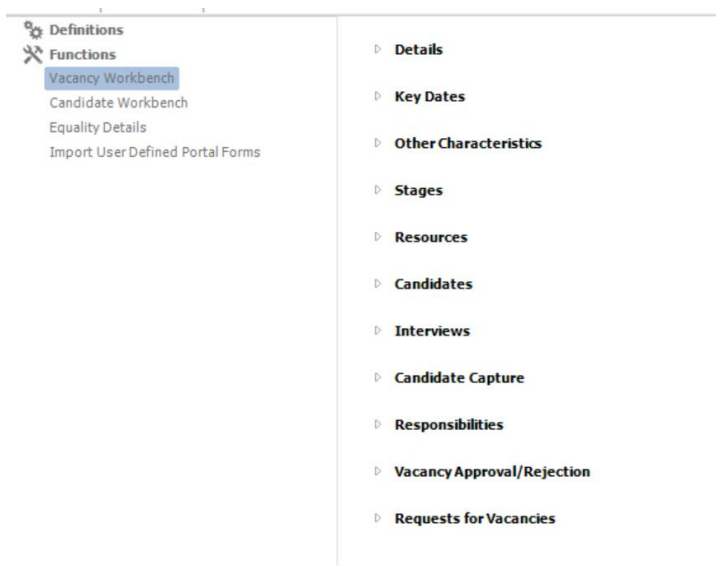 Definitions
Functions
Vacancy Workbench
Candidate Workbench
Equality Details
Import User Defined Portal Forms
Details
Key Dates
Other Characteristics
Stages
Resources
Candidates
Interviews
Candidate Capture
Responsibilities
Vacancy Approval/Rejection
Requests for Vacancies